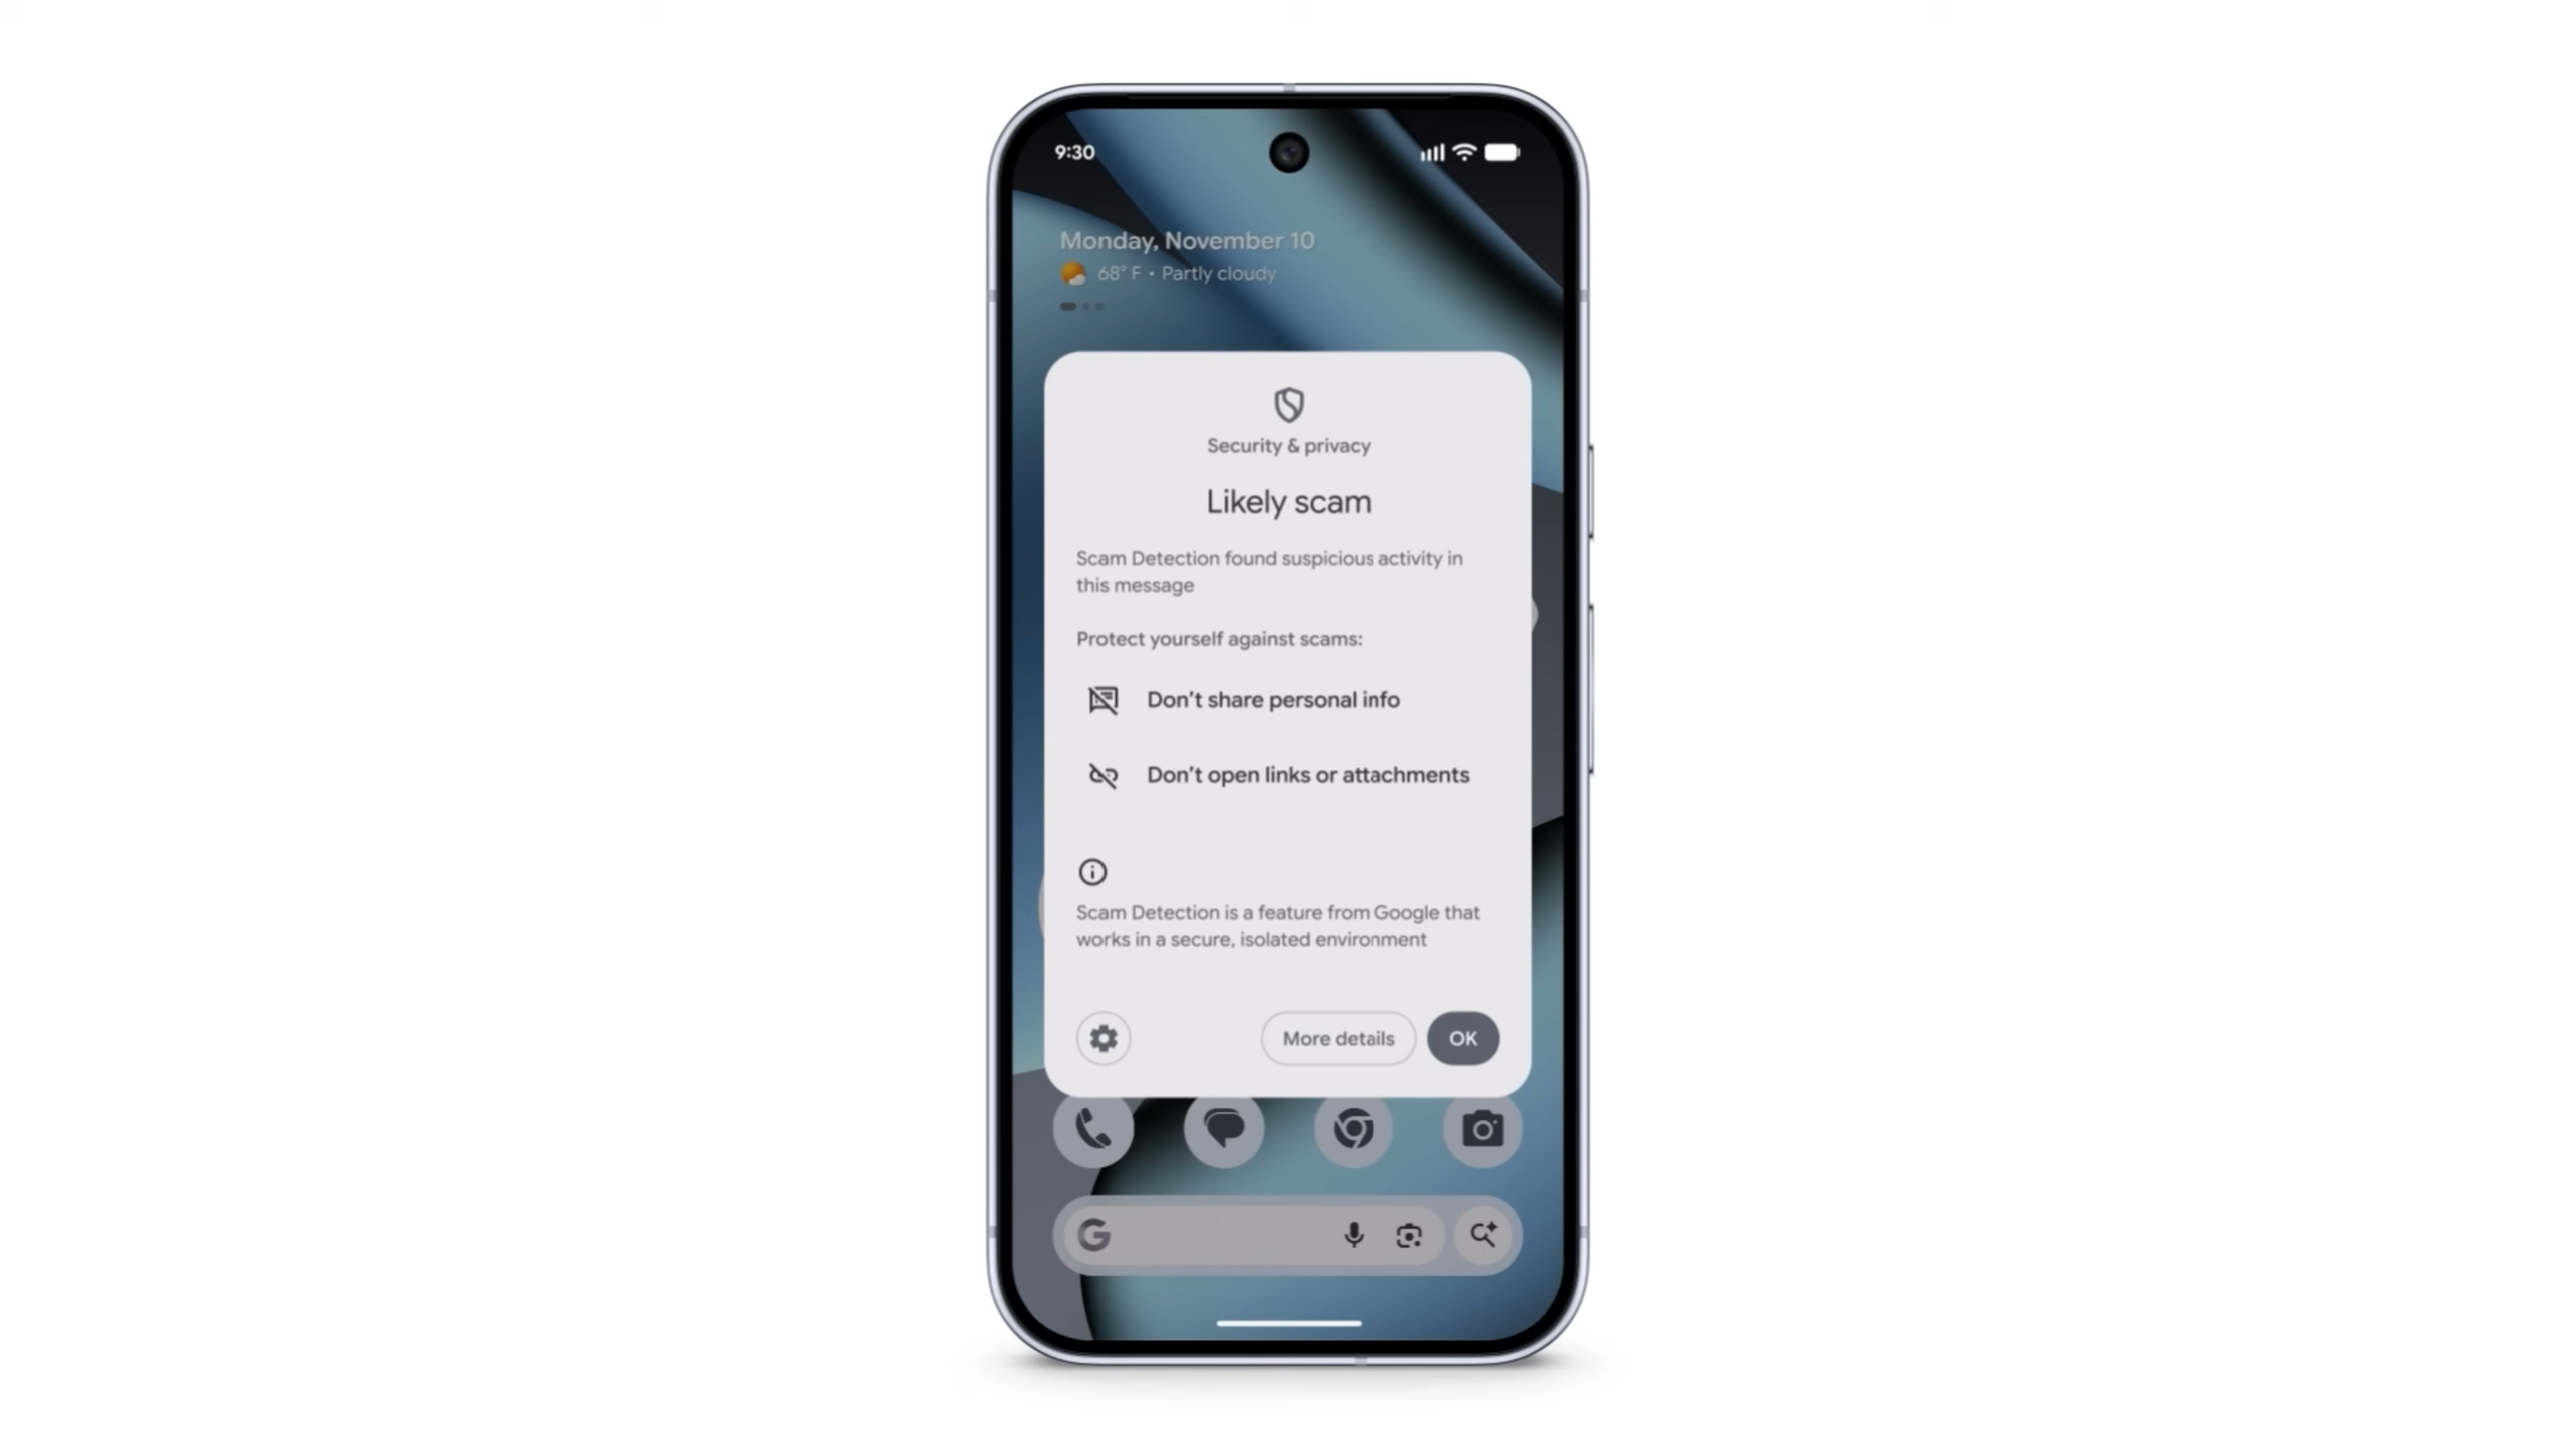 9:30
Monday, November 10
68° F • Partly cloudy
Security & privacy
Likely scam
Scam Detection found suspicious activity in
this message
Protect yourself against scams:
Don't share personal info
Don't open links or attachments
Scam Detection is a feature from Google that
works in a secure, isolated environment
More details
OK